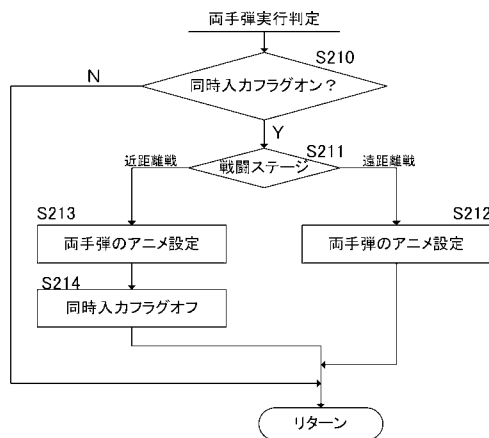 両手弾実行判定
S210
N
同時入力フラグオン？
Y
S211
近距離戦
戦闘ステージ
遠距離戦
S213
S212
両手弾のアニメ設定
両手弾のアニメ設定
S214
同時入力フラグオフ
リターン